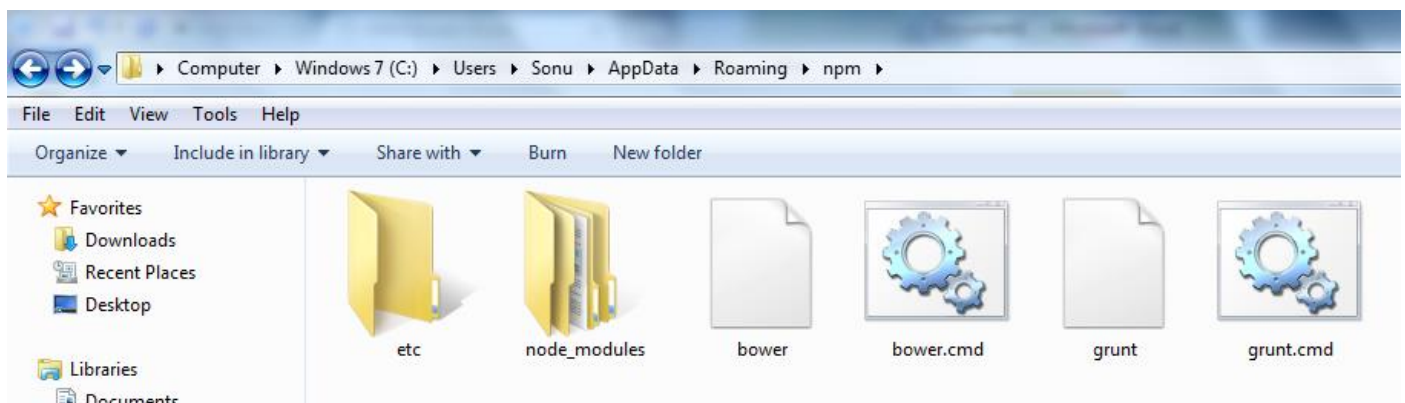 Computer Windows 7 (C:) Users Sonu AppData Roaming npm
File Edit View Tools Help
Organize Include in library Share with Burn New folder
Favorites
Downloads
Recent Places
Desktop
Libraries
Documents
etc node_modules bower bower.cmd grunt grunt.cmd